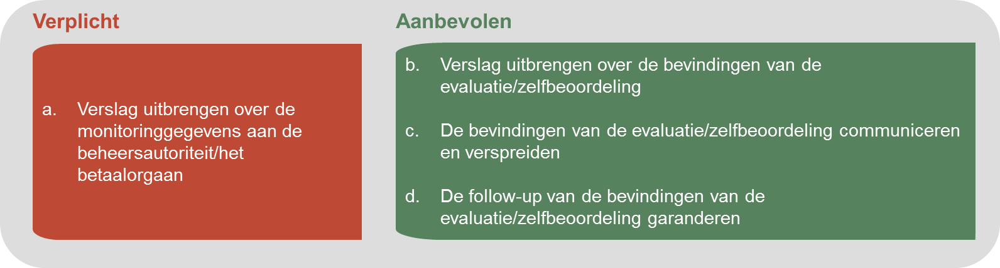 Verplicht
a. Verslag uitbrengen over de
monitoringgegevens aan de
beheersautoriteit/het
betaalorgaan
Aanbevolen
b. Verslag uitbrengen over de bevindingen van de
evaluatie/zelfbeoordeling
c. De bevindingen van de evaluatie/zelfbeoordeling communiceren
en verspreiden
d. De follow-up van de bevindingen van de
evaluatie/zelfbeoordeling garanderen